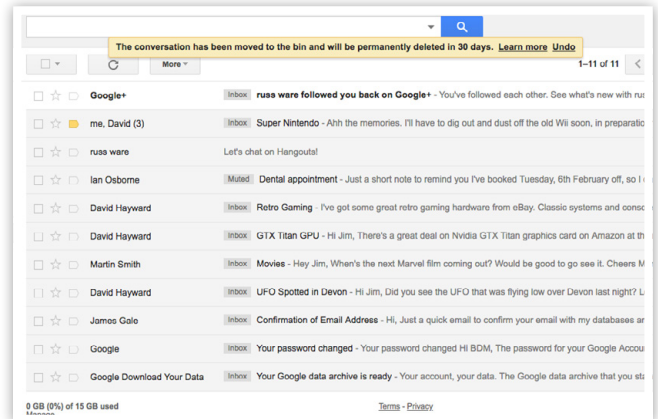 The conversation has been moved to the bin and will be permanently deleted in 30 days. Learn more Undo
More 1–11 of 11
Google+ Inbox russ ware followed you back on Google+ - You've followed each other. See what's new with rus
me, David (3) Inbox Super Nintendo - Ahh the memories. I'll have to dig out and dust off the old Wii soon, in preparatio
russ ware Let's chat on Hangouts!
Ian Osborne Muted Dental appointment - Just a short note to remind you I've booked Tuesday, 6th February off, so I
David Hayward Inbox Retro Gaming - I've got some great retro gaming hardware from eBay. Classic systems and conso
David Hayward Inbox GTX Titan GPU - Hi Jim, There's a great deal on Nvidia GTX Titan graphics card on Amazon at th
Martin Smith Inbox Movies - Hey Jim, When's the next Marvel film coming out? Would be good to go see it. Cheers M
David Hayward Inbox UFO Spotted in Devon - Hi Jim, Did you see the UFO that was flying low over Devon last night? L
James Gale Inbox Confirmation of Email Address - Hi, Just a quick email to confirm your email with my databases ar
Google Inbox Your password changed - Your password changed Hi BDM, The password for your Google Accou
Google Download Your Data Inbox Your Google data archive is ready - Your account, your data. The Google data archive that you sta
0 GB (0%) of 15 GB used Terms - Privacy
Manage